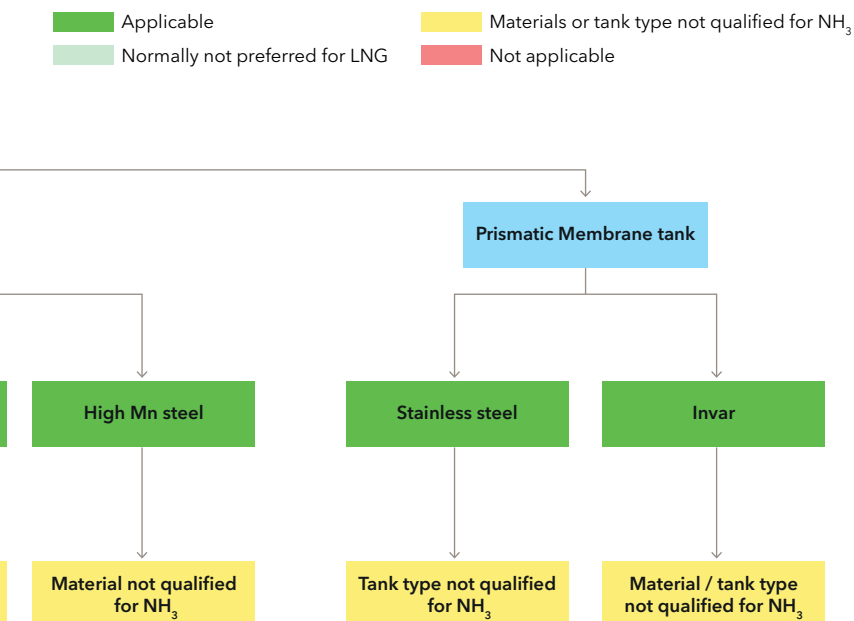 Applicable
Materials or tank type not qualified for NH₃
Normally not preferred for LNG
Not applicable
Prismatic Membrane tank
High Mn steel
Stainless steel
Invar
Material not qualified
for NH₃
Tank type not qualified
for NH₃
Material / tank type
not qualified for NH₃